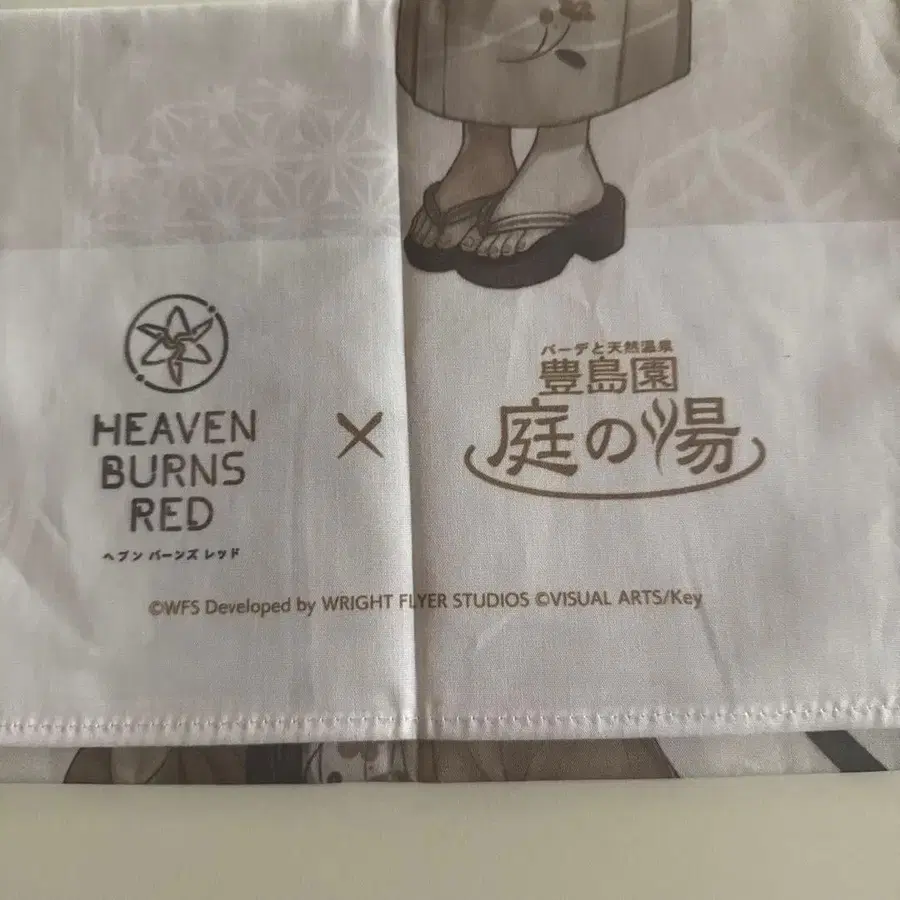 HEAVEN
BURNS
RED
ヘブン バーンズ レッド
×
バーデと天然温泉
豊島園
庭の湯
©WFS Developed by WRIGHT FLYER STUDIOS ©VISUAL ARTS/Key